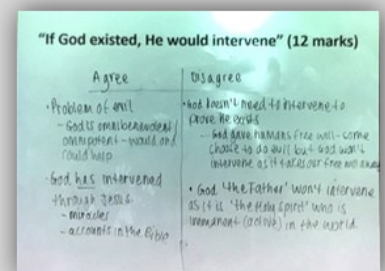 "If God existed, He would intervene" (12 marks)
Agree
• Problem of evil
- God is omnibenevolent/
omnipotent - would and
could help
• God has intervened
through Jesus
- miracles
- accounts in the Bible
Disagree
• God doesn't need to intervene to
prove he exists
- God gave humans free will - some
choose to do evil but God won't
intervene as it takes our free will away
• God 'the Father' won't intervene
as it is 'the Holy Spirit' who is
immanent (active) in the world.